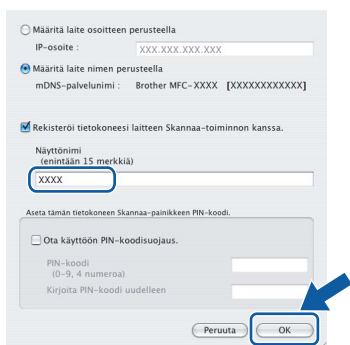 Määritä laite osoitteen perusteella
IP-osoite : XXX.XXX.XXX.XXX
Määritä laite nimen perusteella
mDNS-palvelunimi : Brother MFC-XXXX [XXXXXXXXXXXX]
Rekisteröi tietokoneesi laitteen Skannaa-toiminnon kanssa.
Näyttönimi
(enintään 15 merkkiä)
XXXX
Aseta tämän tietokoneen Skannaa-painikkeen PIN-koodi.
Ota käyttöön PIN-koodisuojaus.
PIN-koodi
(0-9, 4 numeroa)
Kirjoita PIN-koodi uudelleen
Peruuta OK